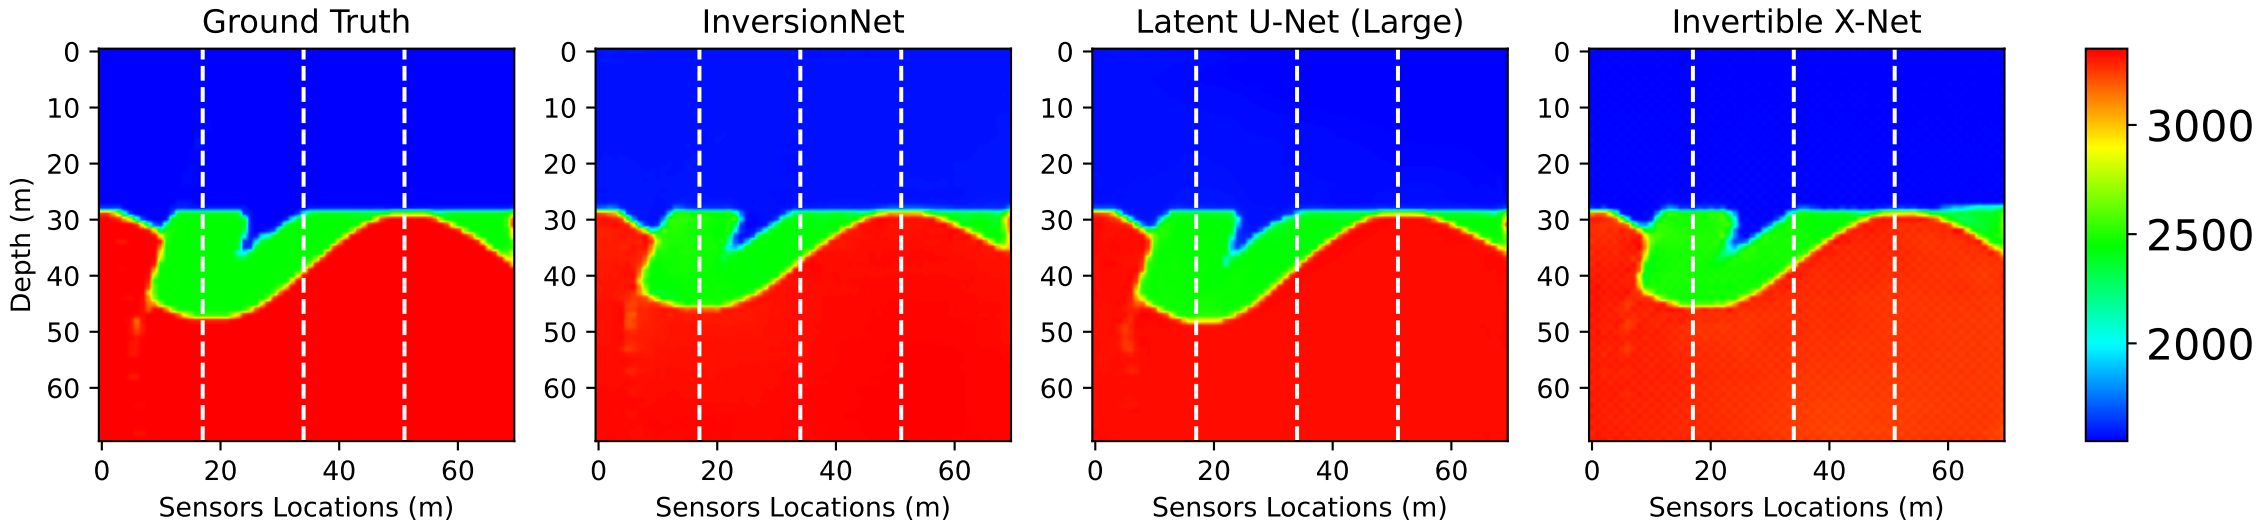 Ground Truth
InversionNet
Latent U-Net (Large)
Invertible X-Net
Depth (m)
0
10
20
30
40
50
60
0 20 40 60
Sensors Locations (m)
0
10
20
30
40
50
60
0 20 40 60
Sensors Locations (m)
0
10
20
30
40
50
60
0 20 40 60
Sensors Locations (m)
0
10
20
30
40
50
60
0 20 40 60
Sensors Locations (m)
3000
2500
2000